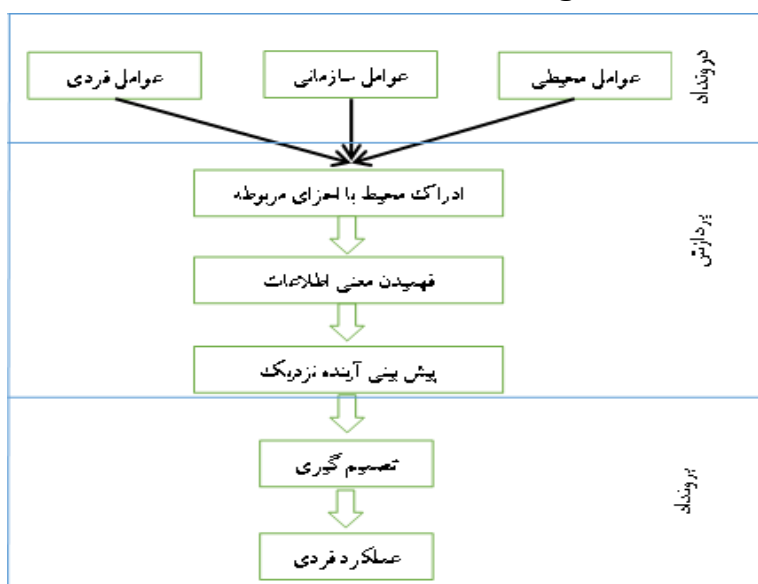 درونداد
عوامل محیطی
عوامل سازمانی
عوامل فردی
پردازش
ادراک محیط با اجزای مربوطه
فهمیدن معنی اطلاعات
پیش بینی آینده نزدیک
برونداد
تصمیم گیری
عملکرد فردی